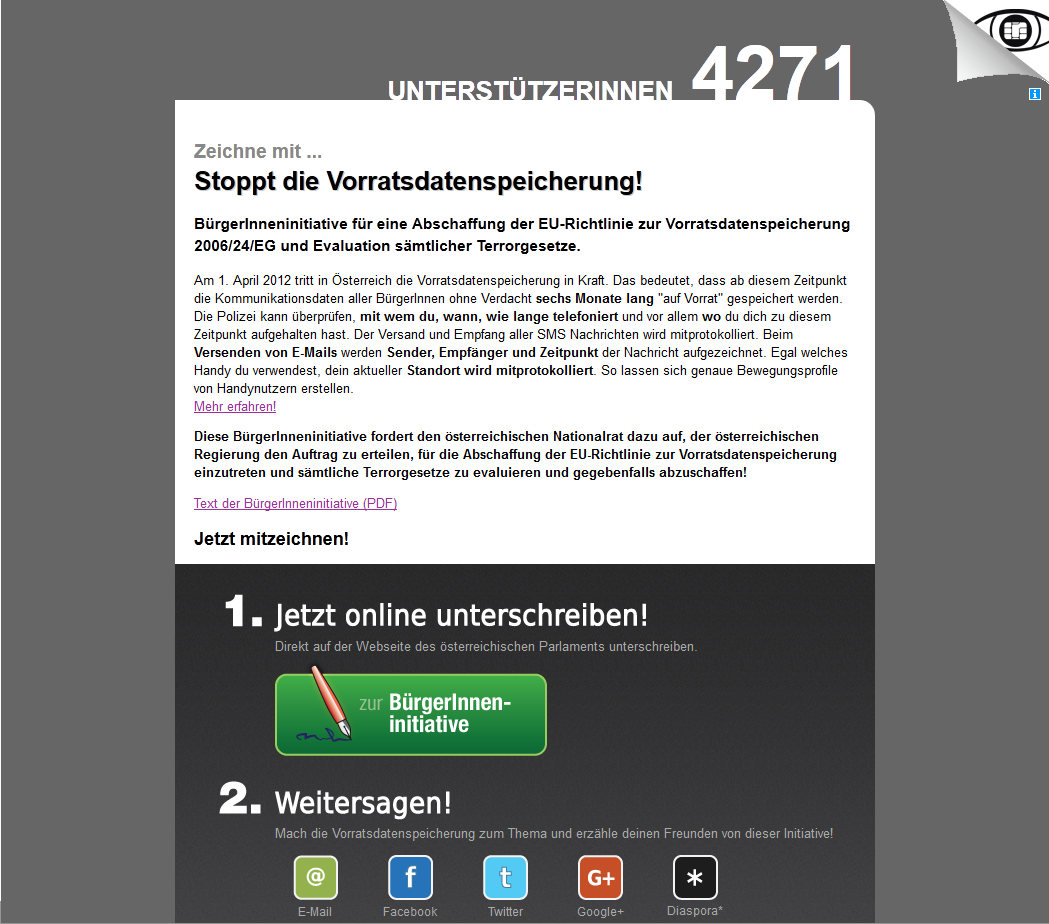 UNTERSTÜTZERINNEN 4271
Zeichne mit ...
Stoppt die Vorratsdatenspeicherung!
BürgerInneninitiative für eine Abschaffung der EU-Richtlinie zur Vorratsdatenspeicherung
2006/24/EG und Evaluation sämtlicher Terrorgesetze.
Am 1. April 2012 tritt in Österreich die Vorratsdatenspeicherung in Kraft. Das bedeutet, dass ab diesem Zeitpunkt
die Kommunikationsdaten aller BürgerInnen ohne Verdacht sechs Monate lang "auf Vorrat" gespeichert werden.
Die Polizei kann überprüfen, mit wem du, wann, wie lange telefoniert und vor allem wo du dich zu diesem
Zeitpunkt aufgehalten hast. Der Versand und Empfang aller SMS Nachrichten wird mitprotokolliert. Beim
Versenden von E-Mails werden Sender, Empfänger und Zeitpunkt der Nachricht aufgezeichnet. Egal welches
Handy du verwendest, dein aktueller Standort wird mitprotokolliert. So lassen sich genaue Bewegungsprofile
von Handynutzern erstellen.
Mehr erfahren!
Diese BürgerInneninitiative fordert den österreichischen Nationalrat dazu auf, der österreichischen
Regierung den Auftrag zu erteilen, für die Abschaffung der EU-Richtlinie zur Vorratsdatenspeicherung
einzutreten und sämtliche Terrorgesetze zu evaluieren und gegebenfalls abzuschaffen!
Text der BürgerInneninitiative (PDF)
Jetzt mitzeichnen!
1. Jetzt online unterschreiben!
Direkt auf der Webseite des österreichischen Parlaments unterschreiben.
zur BürgerInnen-
initiative
2. Weitersagen!
Mach die Vorratsdatenspeicherung zum Thema und erzähle deinen Freunden von dieser Initiative!
@ f t G+ *
E-Mail Facebook Twitter Google+ Diaspora*